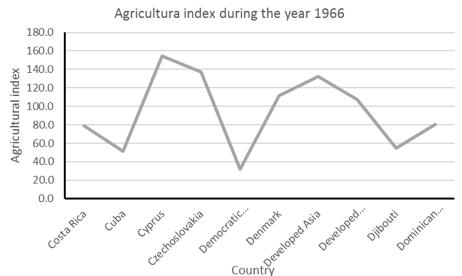 Agricultura index during the year 1966
Agricultural index
180.0
160.0
140.0
120.0
100.0
80.0
60.0
40.0
20.0
0.0
Costa Rica
Cuba
Cyprus
Czechoslovakia
Democratic...
Denmark
Developed Asia
Developed...
Djibouti
Dominican...
Country